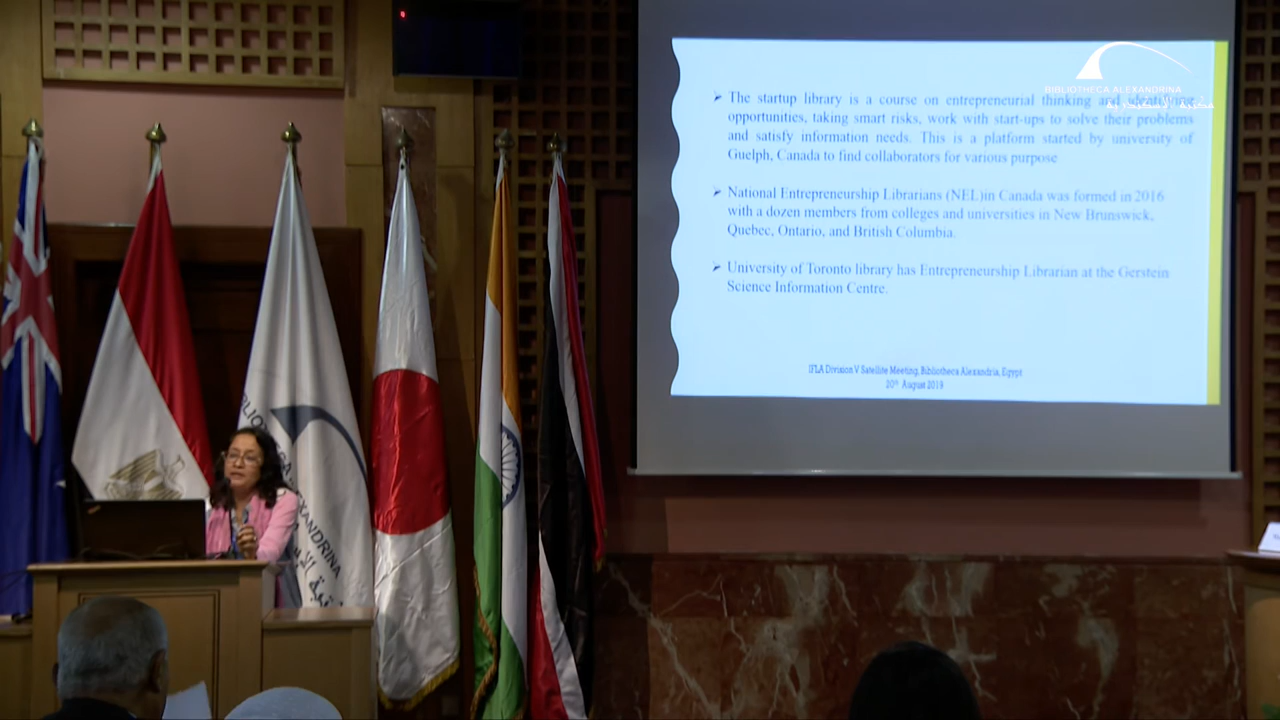 BIBLIOTHECA ALEXANDRINA
مكتبة الإسكندرية
➢ The startup library is a course on entrepreneurial thinking and identifying
opportunities, taking smart risks, work with start-ups to solve their problems
and satisfy information needs. This is a platform started by university of
Guelph, Canada to find collaborators for various purpose
➢ National Entrepreneurship Librarians (NEL)in Canada was formed in 2016
with a dozen members from colleges and universities in New Brunswick,
Quebec, Ontario, and British Columbia.
➢ University of Toronto library has Entrepreneurship Librarian at the Gerstein
Science Information Centre.
IFLA Division V Satellite Meeting, Bibliotheca Alexandria, Egypt
20th August 2019